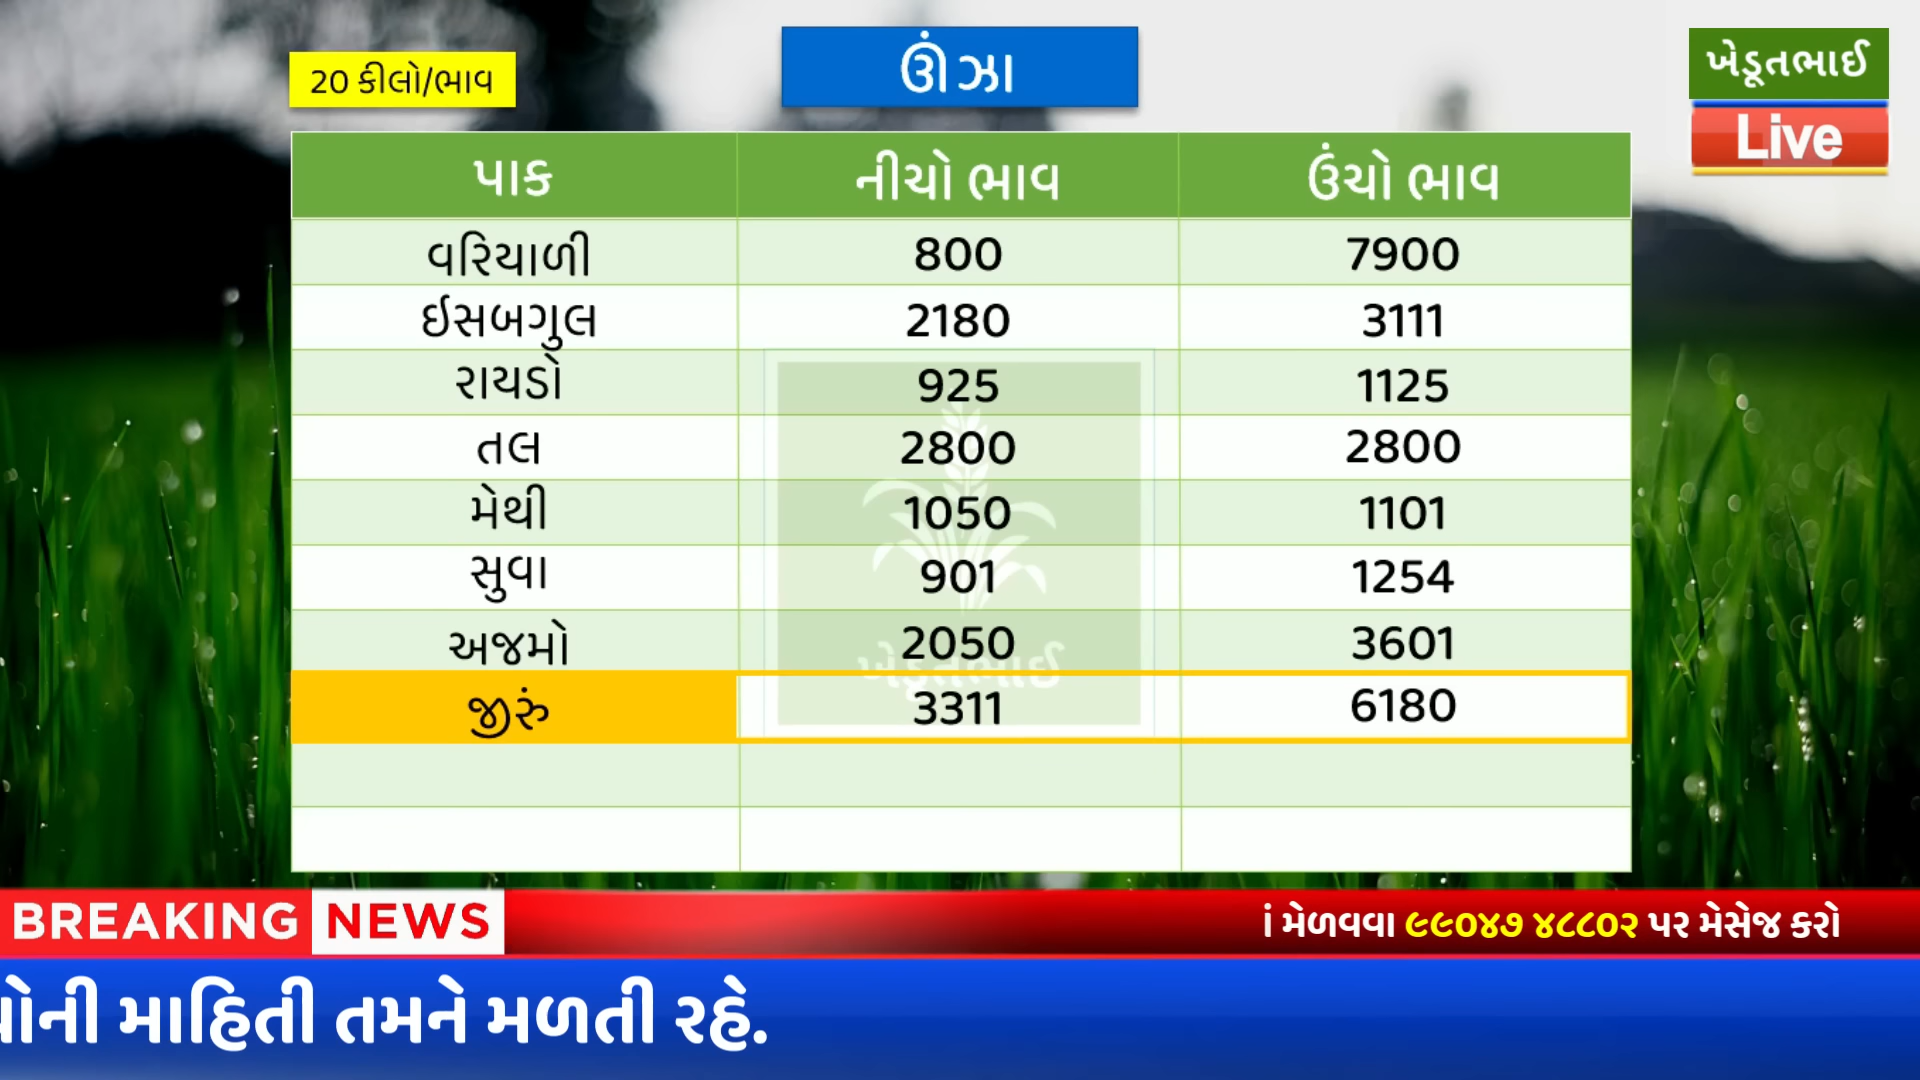 20 કીલો/ભાવ
ઊંઝા
ખેડૂતભાઈ
Live
પાક નીચો ભાવ ઉંચો ભાવ
વરિયાળી 800 7900
ઈસબગુલ 2180 3111
રાયડો 925 1125
તલ 2800 2800
મેથી 1050 1101
સુવા 901 1254
અજમો 2050 3601
ખેડૂતભાઈ
જીરું 3311 6180
BREAKING NEWS
મેળવવા ૯૯૦૪૭ ૪૮૮૦૨ પર મેસેજ કરો
માહિતી તમને મળતી રહે.